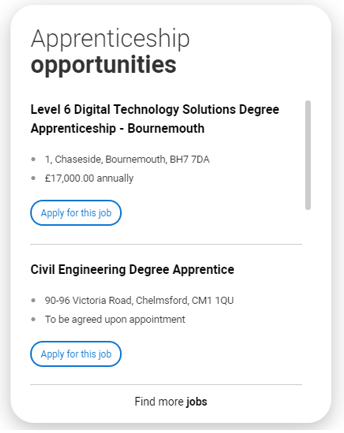 Apprenticeship
opportunities
Level 6 Digital Technology Solutions Degree
Apprenticeship - Bournemouth
1, Chaseside, Bournemouth, BH7 7DA
£17,000.00 annually
Apply for this job
Civil Engineering Degree Apprentice
90-96 Victoria Road, Chelmsford, CM1 1QU
To be agreed upon appointment
Apply for this job
Find more jobs